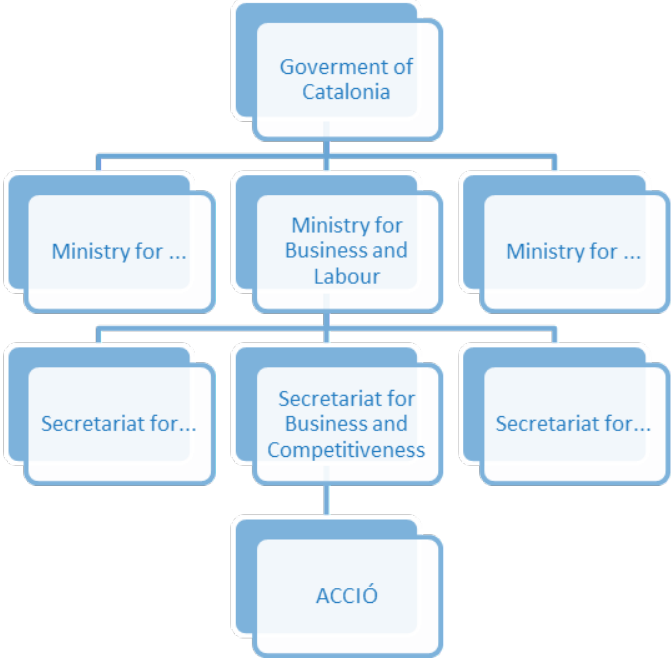 Goverment of
Catalonia
Ministry for ...
Ministry for
Business and
Labour
Ministry for ...
Secretariat for...
Secretariat for
Business and
Competitiveness
Secretariat for...
ACCIÓ